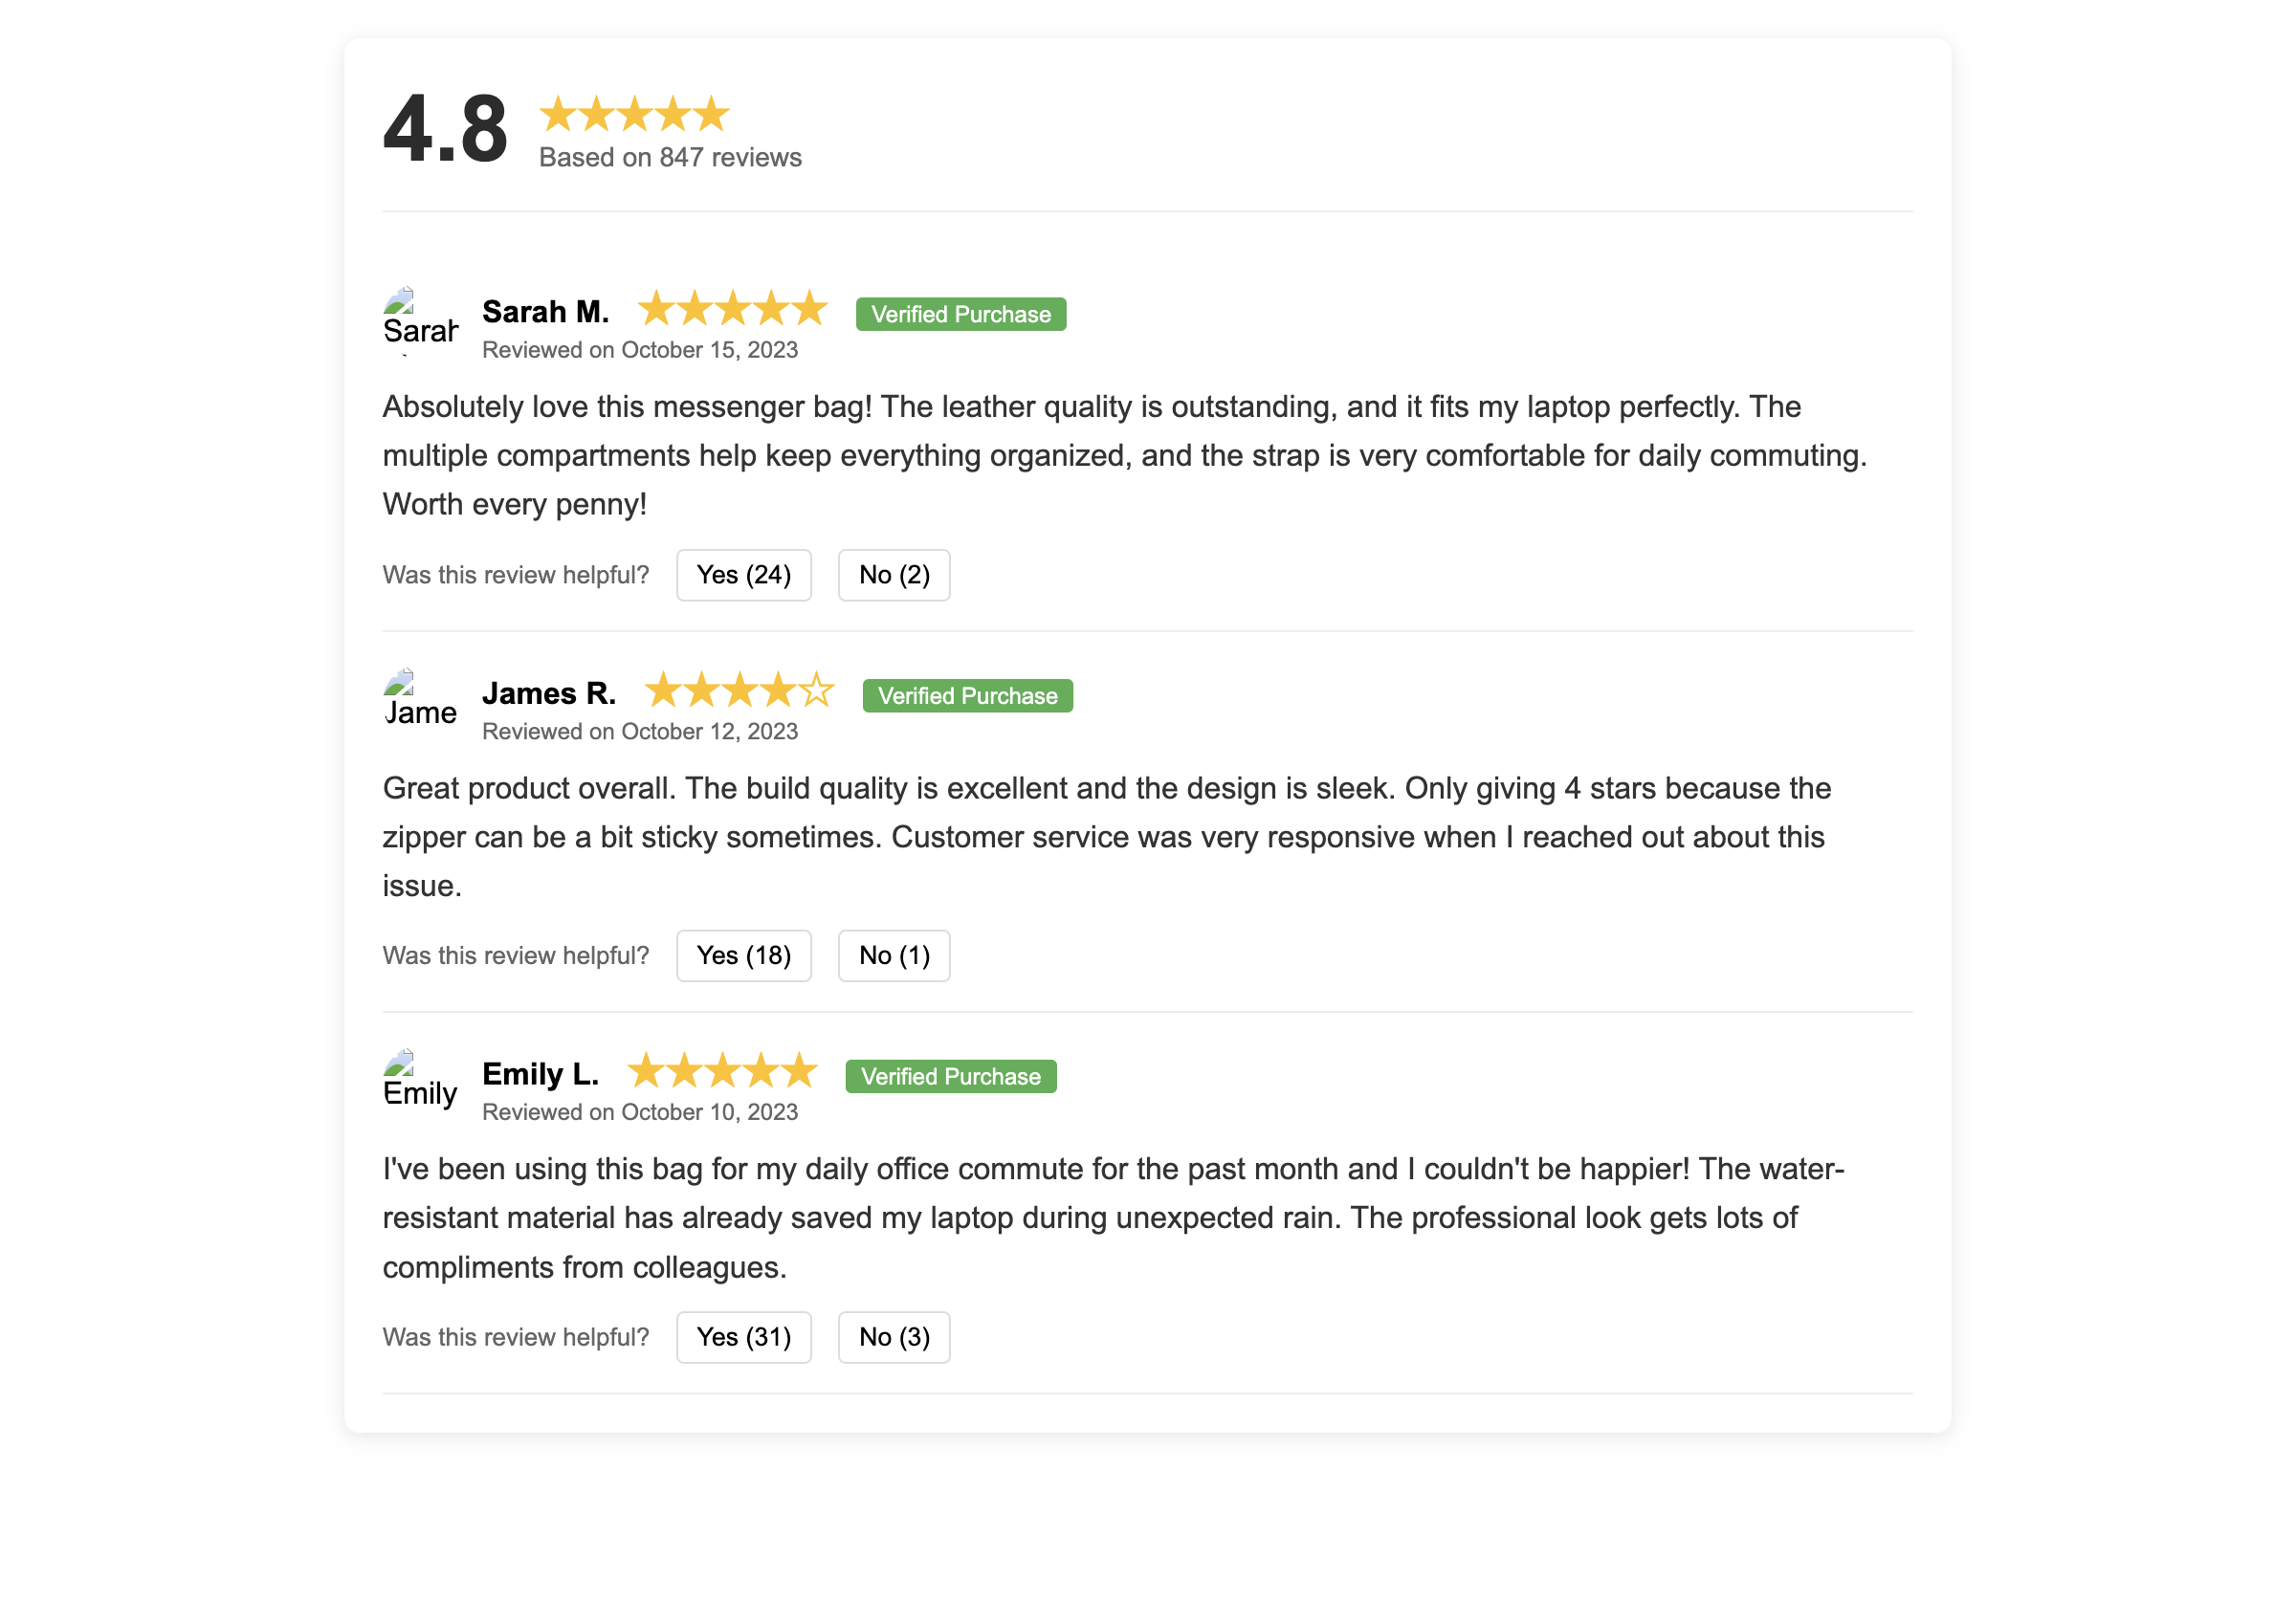 4.8
★★★★★
Based on 847 reviews
Sarah
Sarah M. ★★★★★ Verified Purchase
Reviewed on October 15, 2023
Absolutely love this messenger bag! The leather quality is outstanding, and it fits my laptop perfectly. The
multiple compartments help keep everything organized, and the strap is very comfortable for daily commuting.
Worth every penny!
Was this review helpful? Yes (24) No (2)
Jame
James R. ★★★★☆ Verified Purchase
Reviewed on October 12, 2023
Great product overall. The build quality is excellent and the design is sleek. Only giving 4 stars because the
zipper can be a bit sticky sometimes. Customer service was very responsive when I reached out about this
issue.
Was this review helpful? Yes (18) No (1)
Emily
Emily L. ★★★★★ Verified Purchase
Reviewed on October 10, 2023
I've been using this bag for my daily office commute for the past month and I couldn't be happier! The water-
resistant material has already saved my laptop during unexpected rain. The professional look gets lots of
compliments from colleagues.
Was this review helpful? Yes (31) No (3)